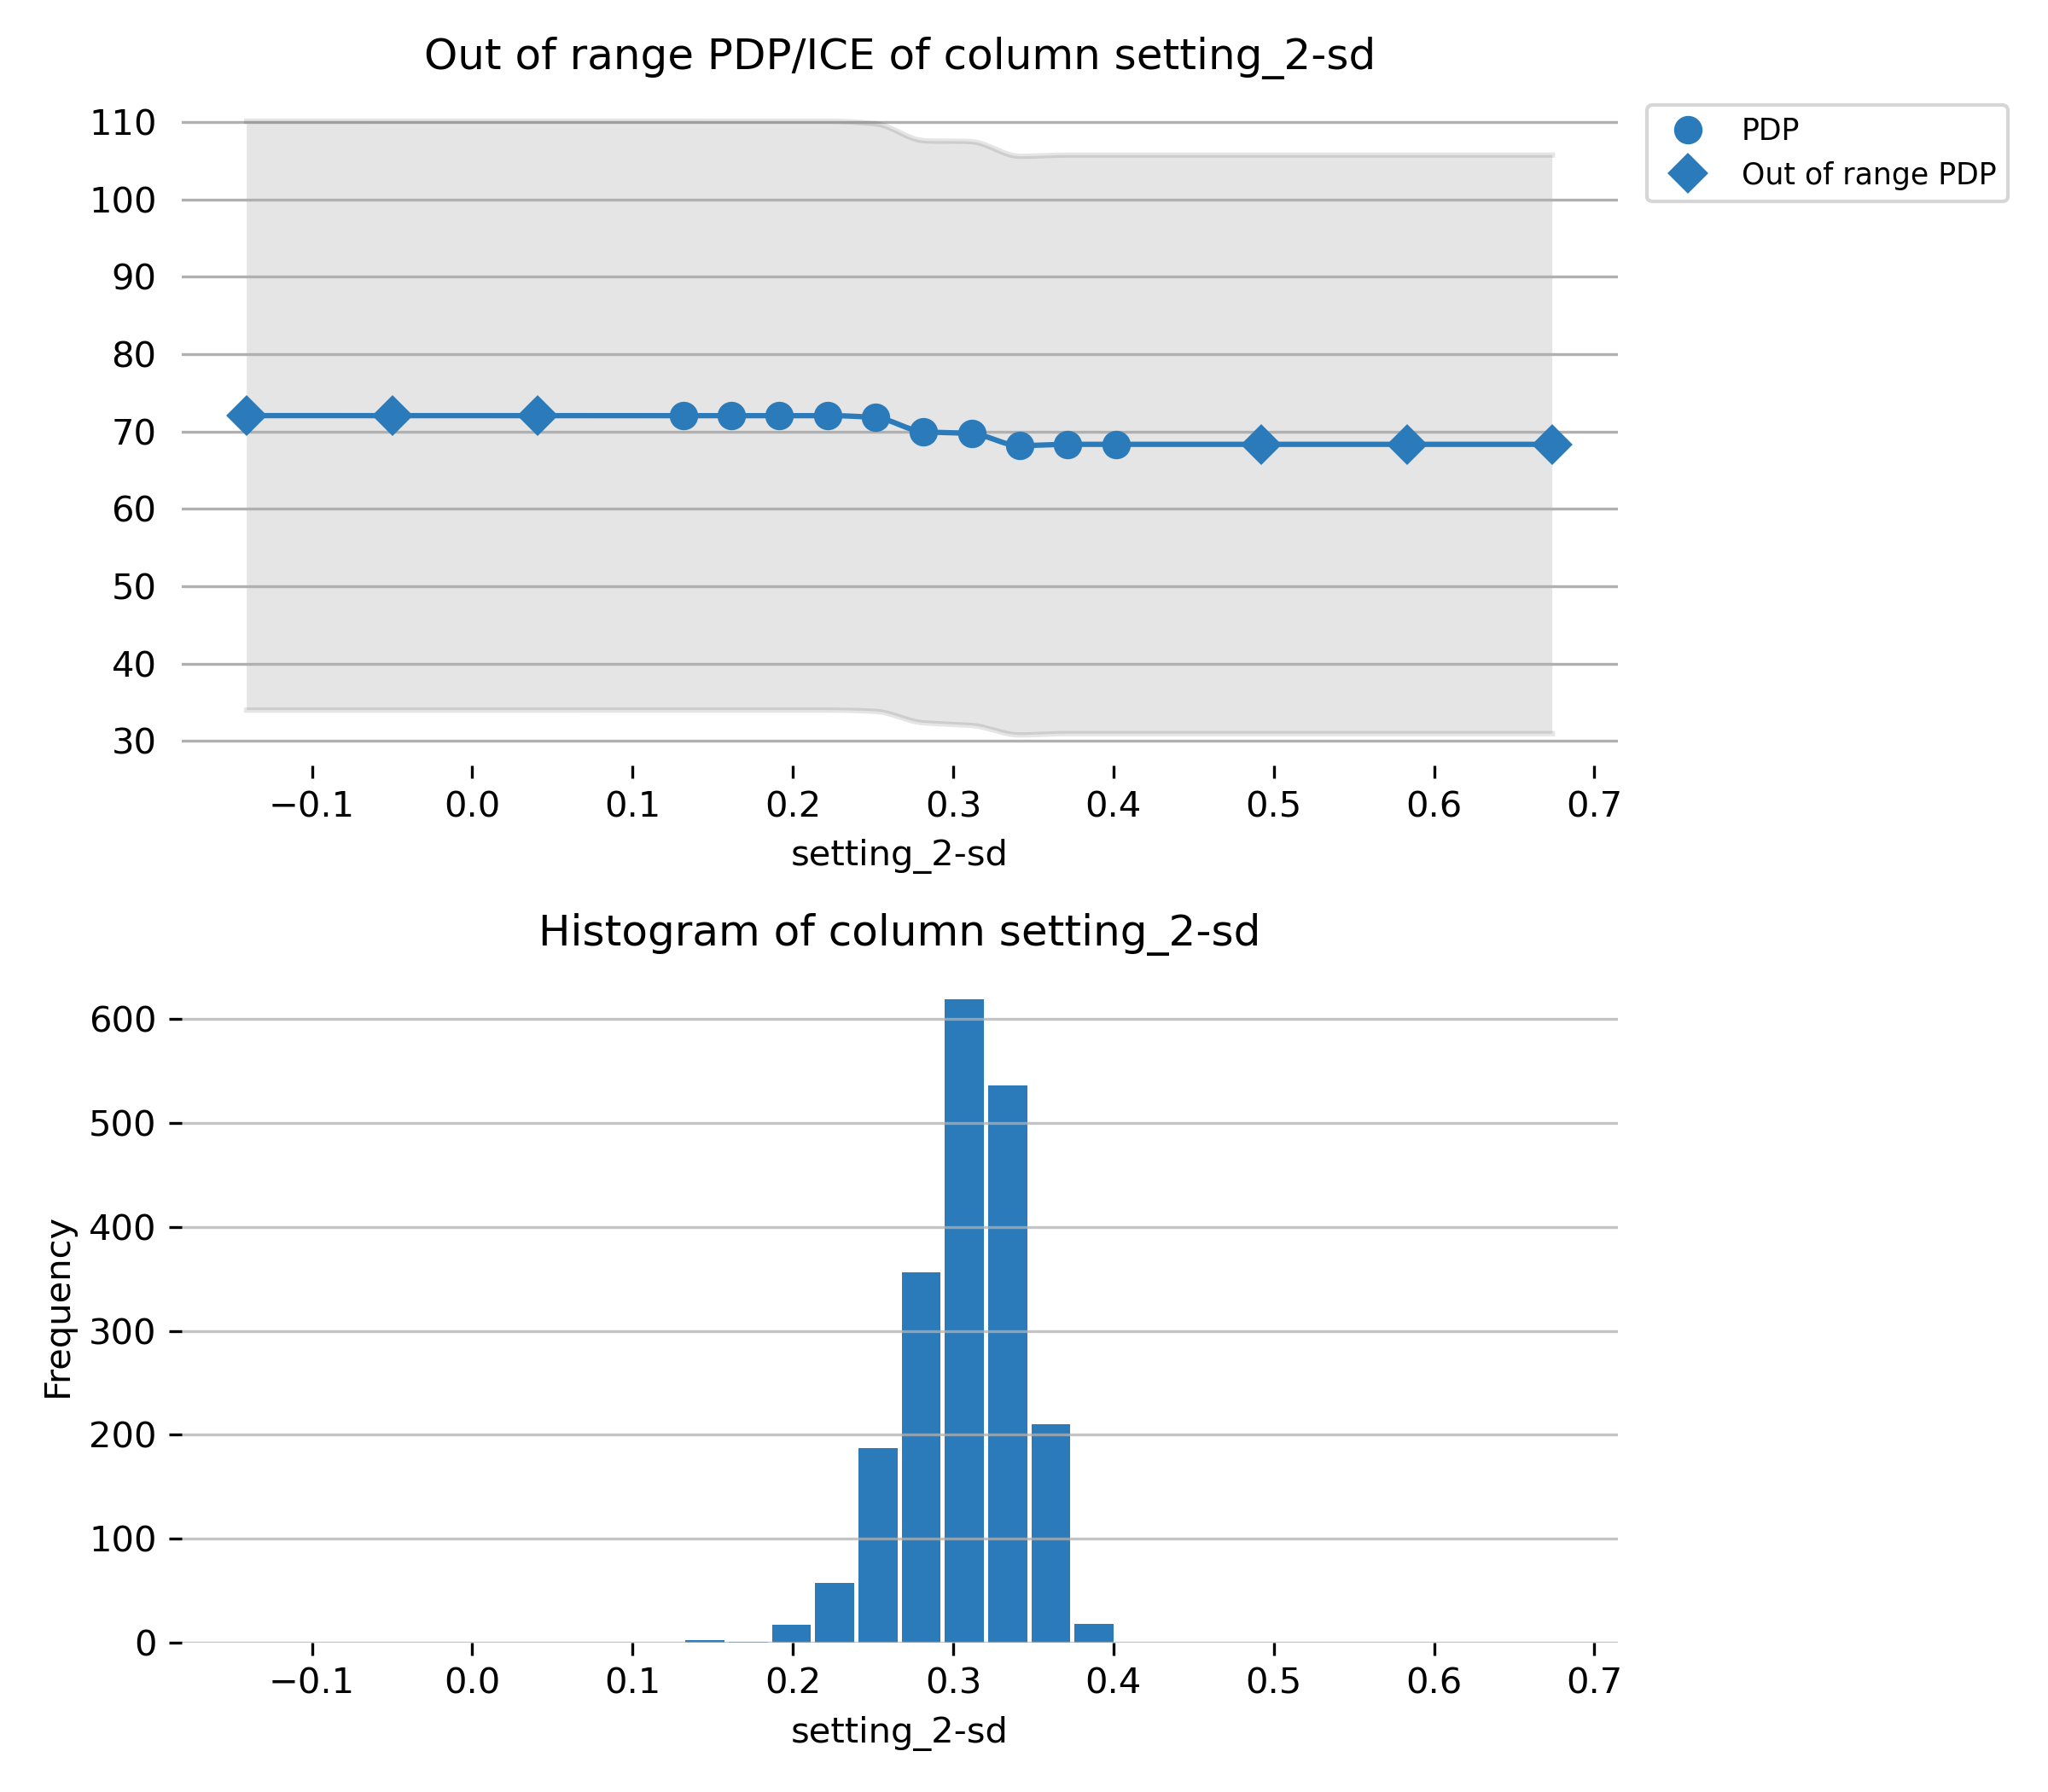 Out of range PDP/ICE of column setting_2-sd
110
100
90
80
70
60
50
40
30
−0.1 0.0 0.1 0.2 0.3 0.4 0.5 0.6 0.7
setting_2-sd
PDP
Out of range PDP
Histogram of column setting_2-sd
Frequency
600
500
400
300
200
100
0
−0.1 0.0 0.1 0.2 0.3 0.4 0.5 0.6 0.7
setting_2-sd